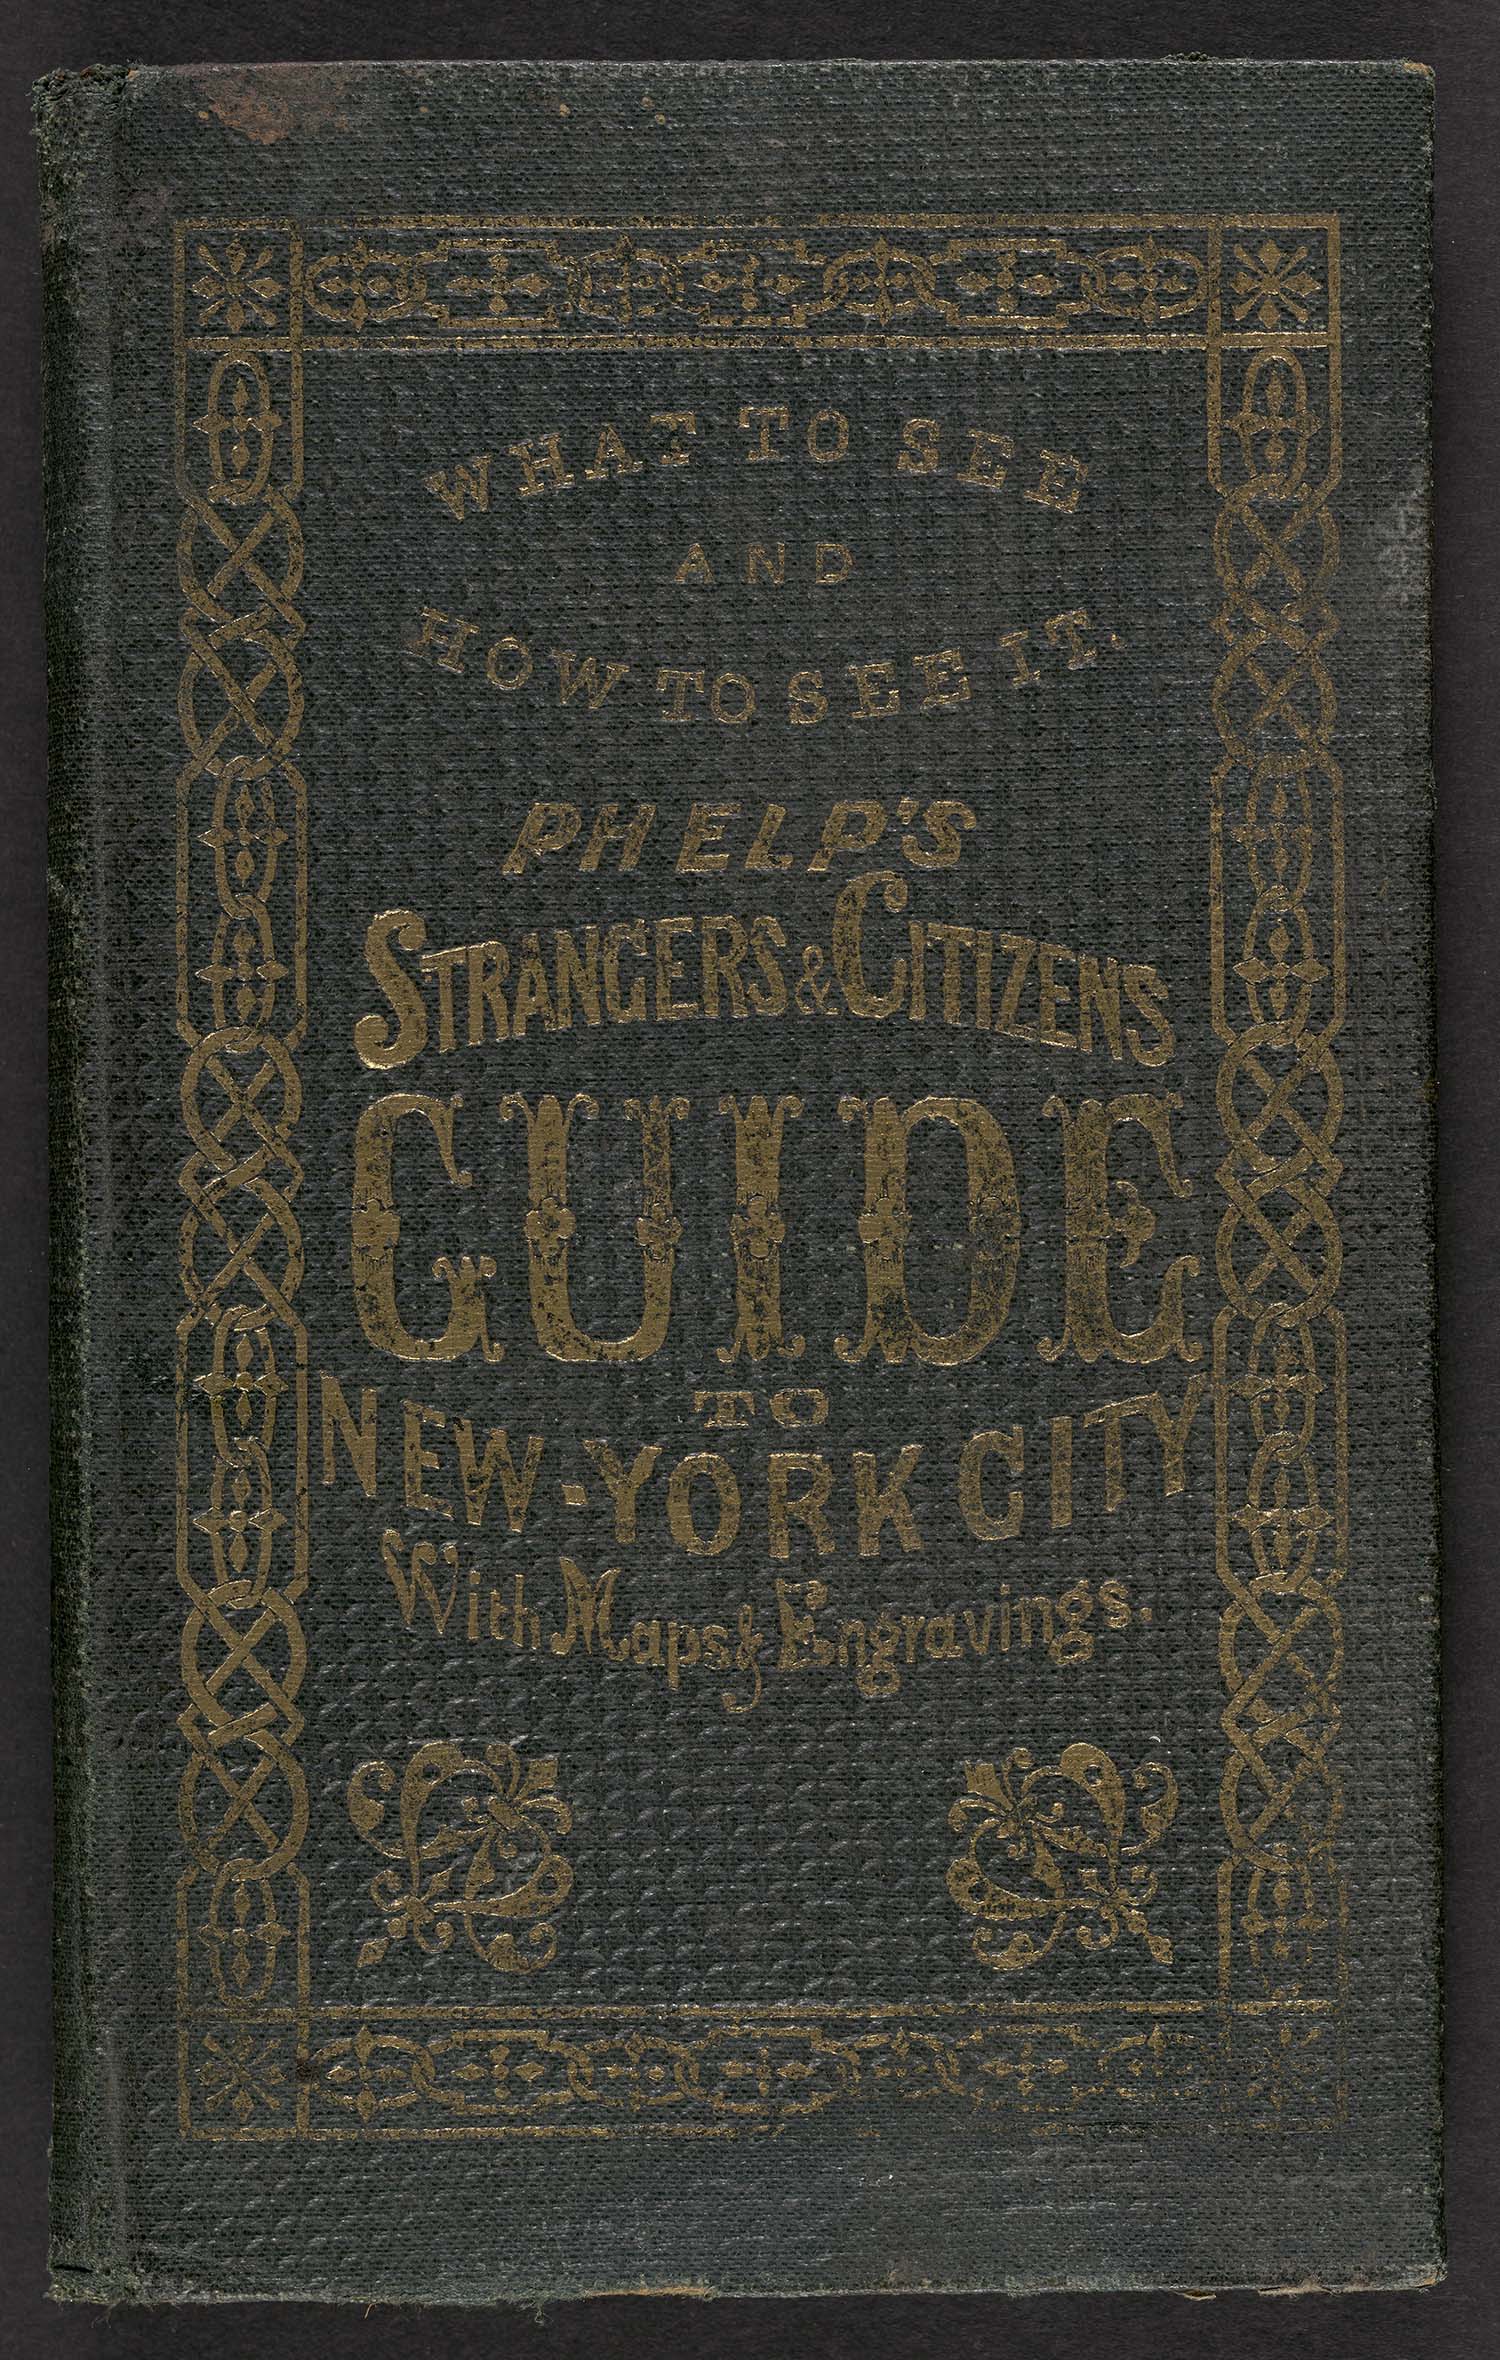 WHAT TO SEE
AND
HOW TO SEE IT.
PHELP'S
STRANGERS & CITIZENS
GUIDE
TO
NEW-YORK CITY
With Maps & Engravings.